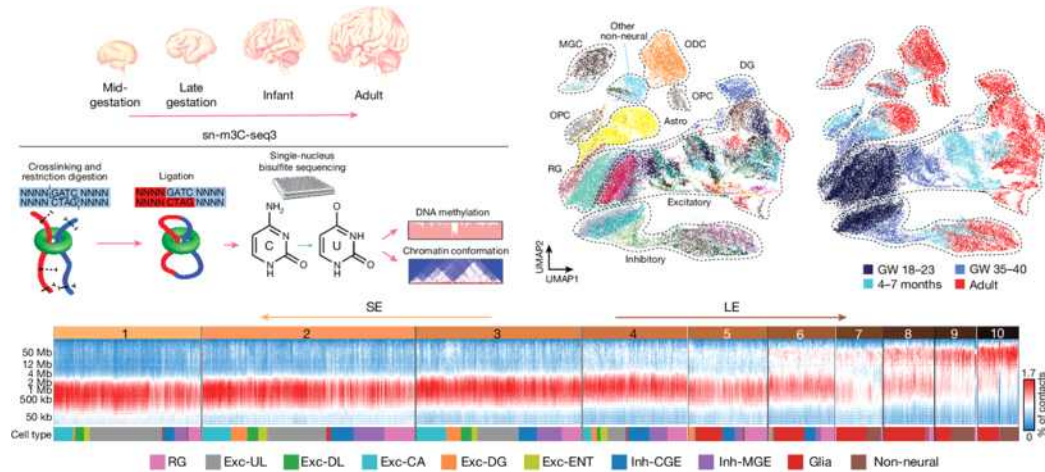 Mid-
gestation
Late
gestation
Infant
Adult
sn-m3C-seq3
Crosslinking and
restriction digestion
NNNN GATC NNNN
NNNN CTAG NNNN
Ligation
NNNN GATC NNNN
NNNN CTAG NNNN
Single-nucleus
bisulfite sequencing
NH2
N
C
N
H
O
O
NH
U
N
H
O
DNA methylation
Chromatin conformation
MGC
Other
non-neural
ODC
DG
OPC
OPC
Astro
RG
Excitatory
Inhibitory
UMAP2
UMAP1
GW 18–23
GW 35–40
4–7 months
Adult
SE
LE
1 2 3 4 5 6 7 8 9 10
50 Mb
12 Mb
4 Mb
2 Mb
1 Mb
500 kb
50 kb
1.7
0
% of contacts
Cell type
RG Exc-UL Exc-DL Exc-CA Exc-DG Exc-ENT Inh-CGE Inh-MGE Glia Non-neural